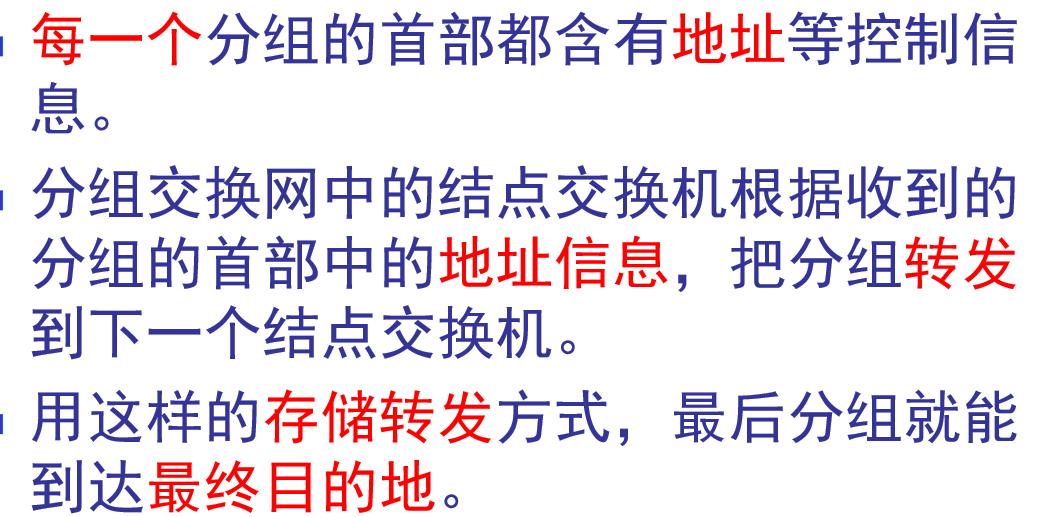 每一个分组的首部都含有地址等控制信
息。
分组交换网中的结点交换机根据收到的
分组的首部中的地址信息，把分组转发
到下一个结点交换机。
用这样的存储转发方式，最后分组就能
到达最终目的地。